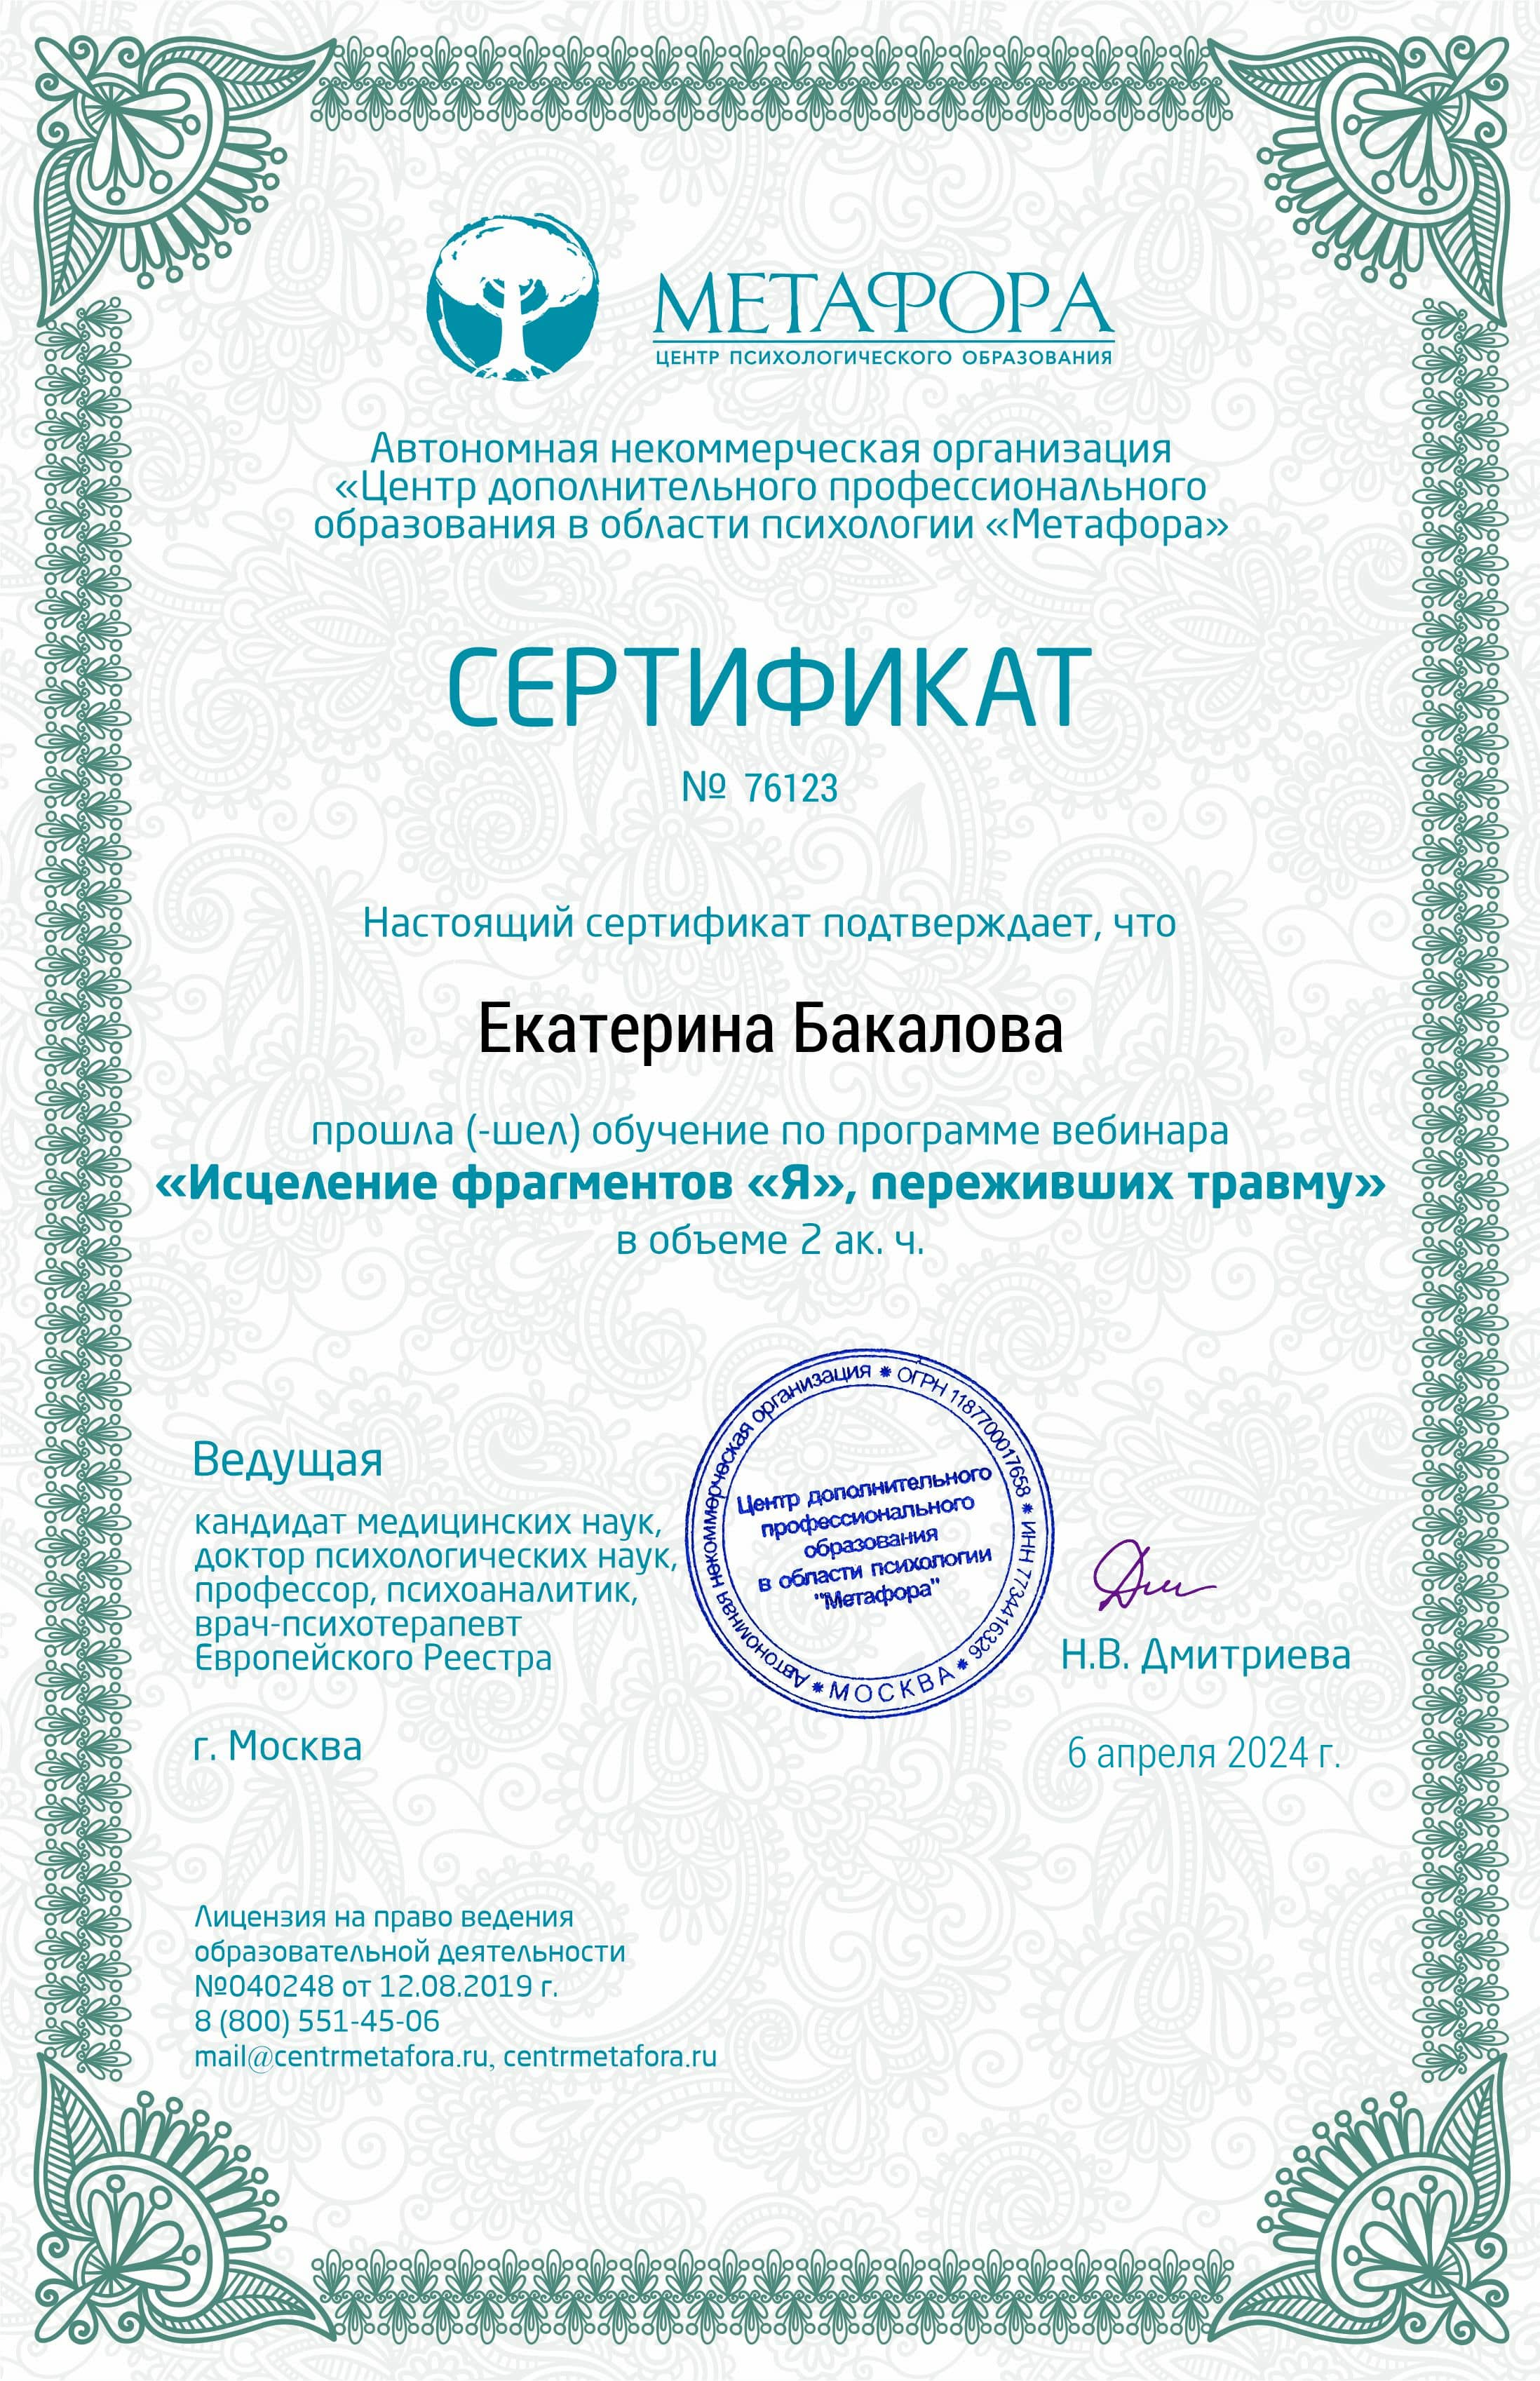 МЕТАФОРА
ЦЕНТР ПСИХОЛОГИЧЕСКОГО ОБРАЗОВАНИЯ
Автономная некоммерческая организация
«Центр дополнительного профессионального
образования в области психологии «Метафора»
СЕРТИФИКАТ
№ 76123
Настоящий сертификат подтверждает, что
Екатерина Бакалова
прошла (-шел) обучение по программе вебинара
«Исцеление фрагментов «Я», переживших травму»
в объеме 2 ак. ч.
Ведущая
кандидат медицинских наук,
доктор психологических наук,
профессор, психоаналитик,
врач-психотерапевт
Европейского Реестра
Автономная некоммерческая организация * ОГРН 1187700017658 * ИНН 7734416326 * МОСКВА *
Центр дополнительного
профессионального
образования
в области психологии
"Метафора"
Н.В. Дмитриева
г. Москва
6 апреля 2024 г.
Лицензия на право ведения
образовательной деятельности
№040248 от 12.08.2019 г.
8 (800) 551-45-06
mail@centrmetafora.ru, centrmetafora.ru